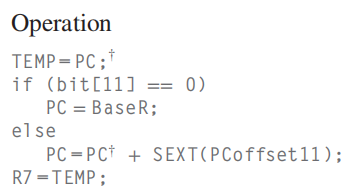 Operation
TEMP=PC;†
if (bit[11] == 0)
PC = BaseR;
else
PC=PC† + SEXT(PCoffset11);
R7=TEMP;